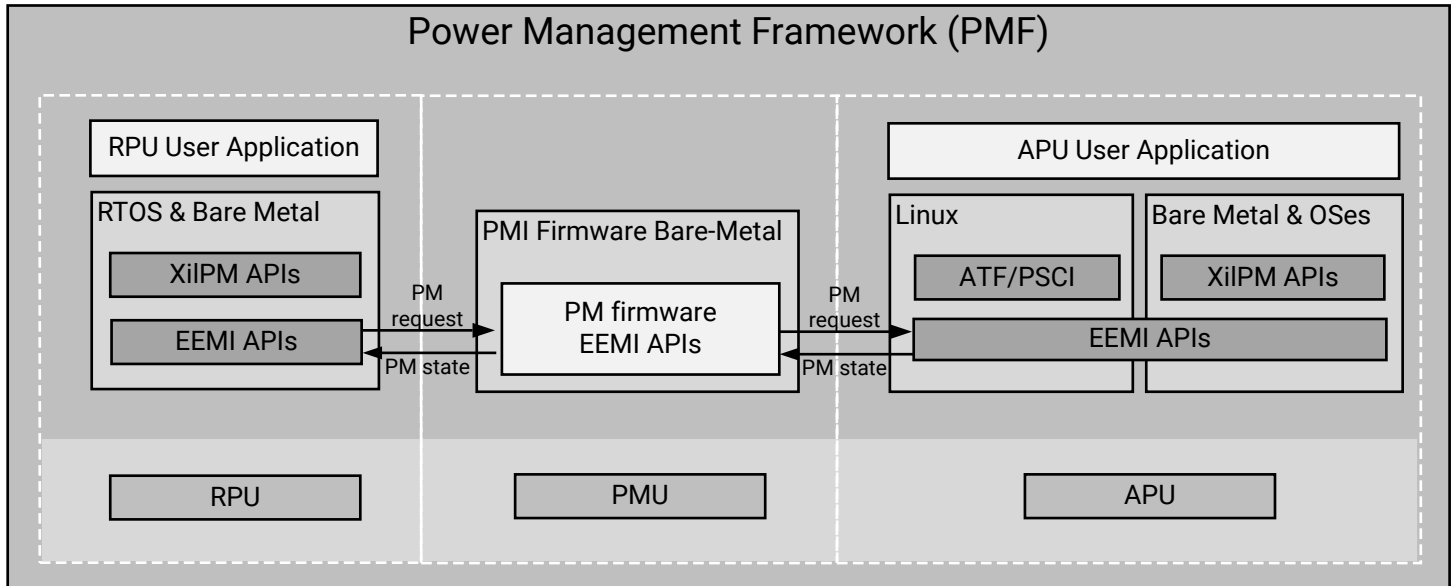 Power Management Framework (PMF)
RPU User Application
RTOS & Bare Metal
XilPM APIs
EEMI APIs
PM
request
PM state
PMI Firmware Bare-Metal
PM firmware
EEMI APIs
PM
request
PM state
APU User Application
Linux
ATF/PSCI
Bare Metal & OSes
XilPM APIs
EEMI APIs
RPU
PMU
APU